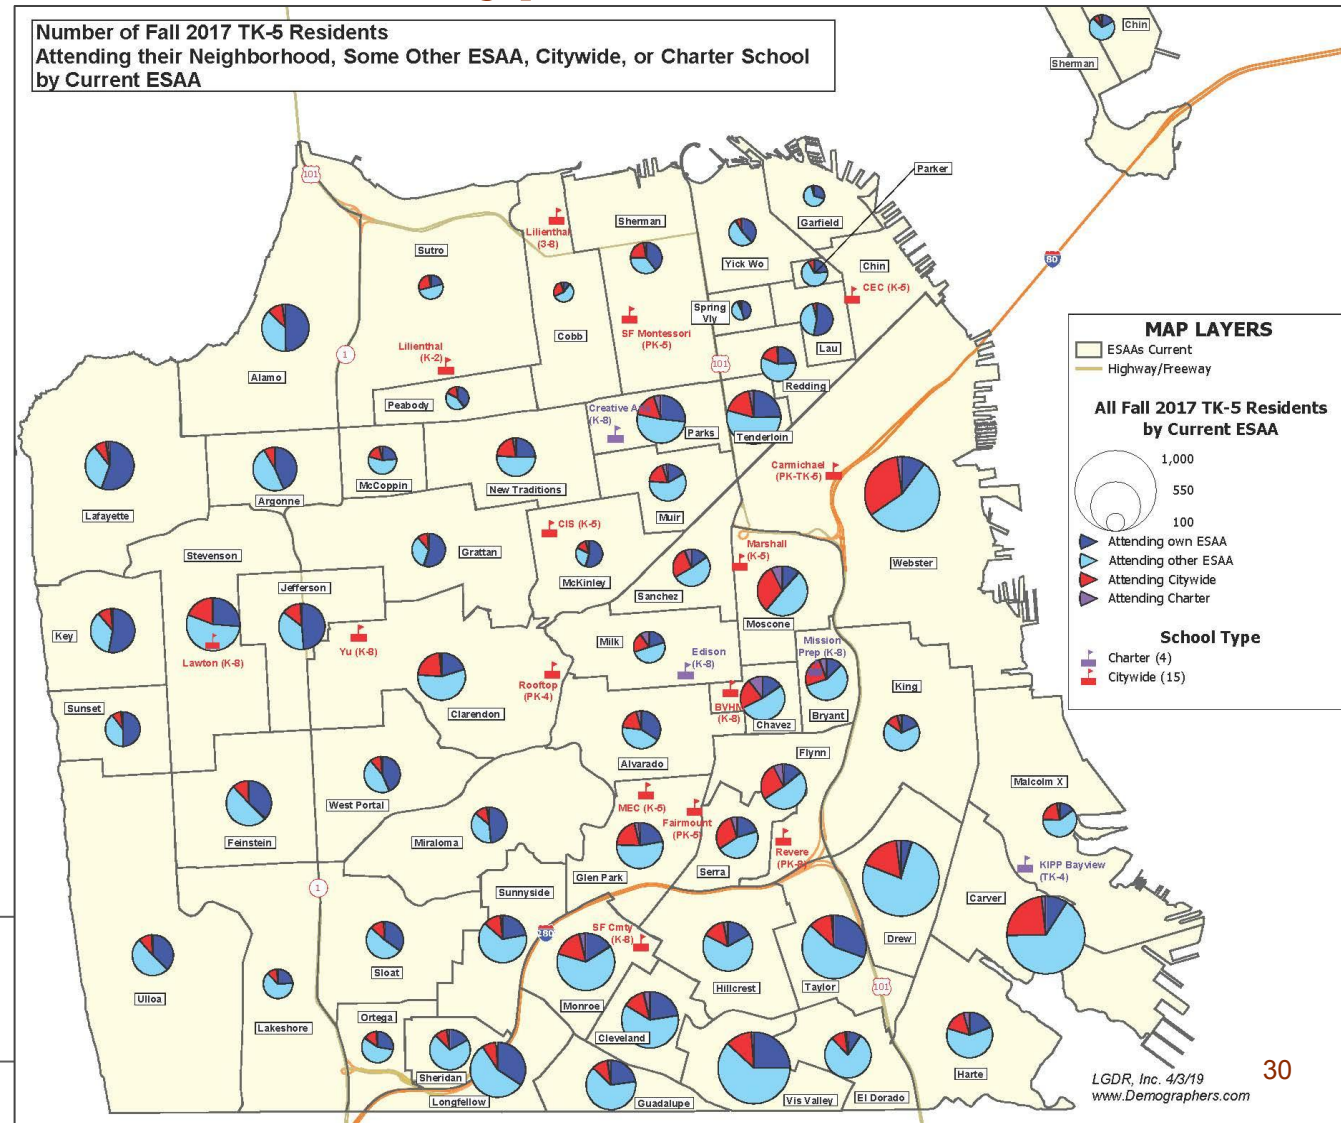 Number of Fall 2017 TK-5 Residents
Attending their Neighborhood, Some Other ESAA, Citywide, or Charter School
by Current ESAA
Chin
Sherman
101
Parker
Lilienthal
(3-8)
Sherman
Garfield
Sutro
Yick Wo
Chin
80
CEC (K-5)
Spring
Vly
SF Montessori
(PK-5)
Cobb
Lau
Lilienthal
(K-2)
1
101
Alamo
Redding
Peabody
Creative
(K-8)
Parks
Tenderloin
McCoppin
New Traditions
Carmichael
(PK-TK-5)
Argonne
Lafayette
Muir
CIS (K-5)
Grattan
Stevenson
Marshall
(K-5)
Webster
McKinley
Jefferson
Sanchez
Moscone
Key
Milk
Mission
Prep (K-8)
Edison
(K-8)
Lawton (K-8)
Yu (K-8)
Rooftop
(PK-4)
King
Sunset
Clarendon
BVHM
(K-8)
Chavez
Bryant
Flynn
Alvarado
Malcolm X
West Portal
MEC (K-5)
Fairmount
(PK-5)
Feinstein
Miraloma
Revere
(PK-8)
Glen Park
Serra
KIPP Bayview
(TK-4)
1
Sunnyside
Carver
280
SF Cmty
(K-8)
Drew
Sloat
Hillcrest
Taylor
101
Ulloa
Monroe
Lakeshore
Ortega
Cleveland
Sheridan
Harte
Longfellow
Guadalupe
Vis Valley
El Dorado
MAP LAYERS
ESAAs Current
Highway/Freeway
All Fall 2017 TK-5 Residents
by Current ESAA
1,000
550
100
Attending own ESAA
Attending other ESAA
Attending Citywide
Attending Charter
School Type
Charter (4)
Citywide (15)
LGDR, Inc. 4/3/19
www.Demographers.com
30